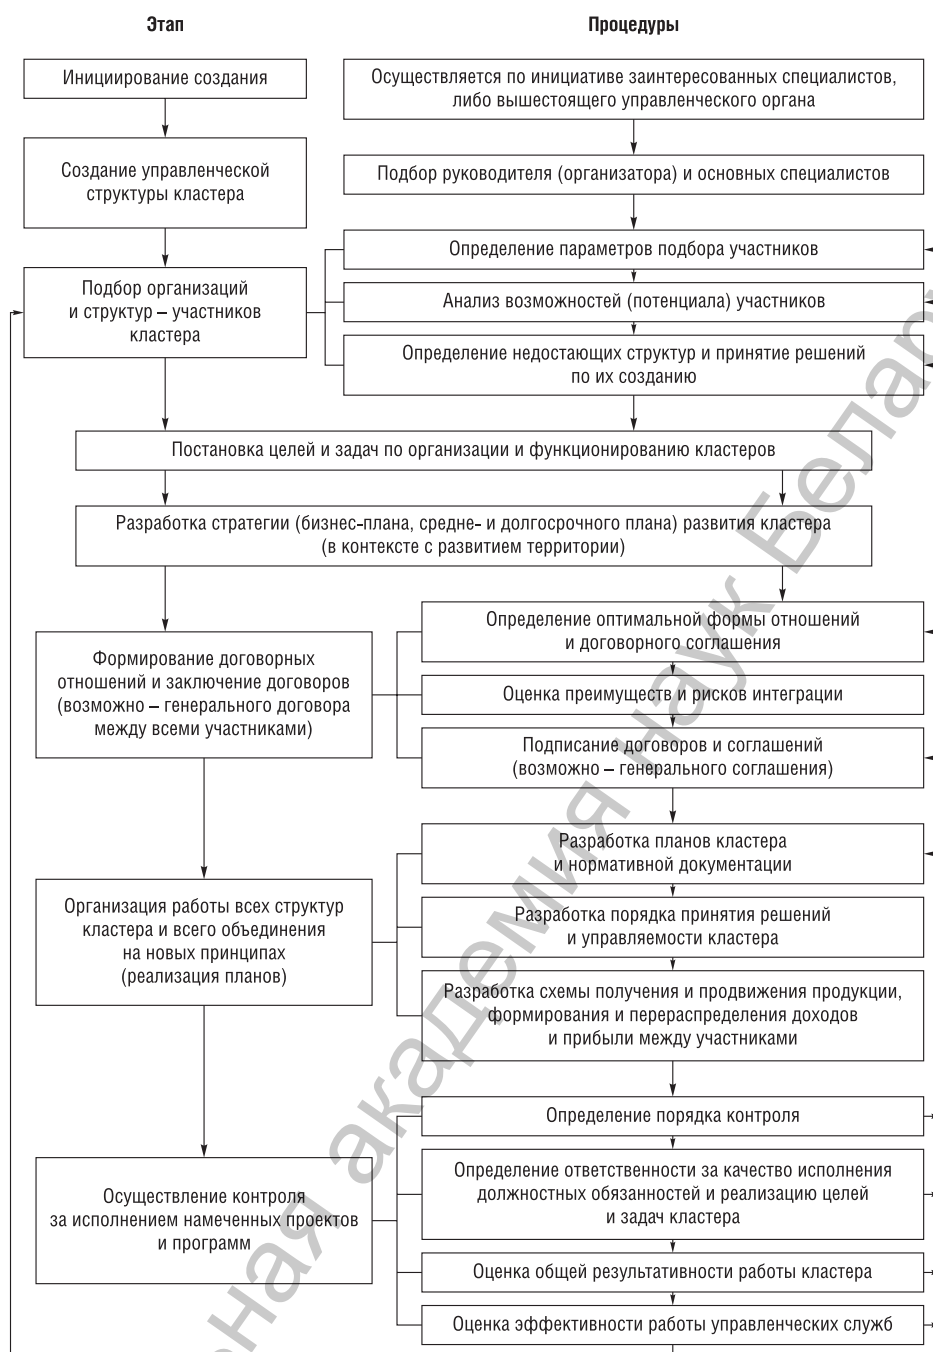 Этап
Процедуры
Инициирование создания
Осуществляется по инициативе заинтересованных специалистов,
либо вышестоящего управленческого органа
Создание управленческой
структуры кластера
Подбор руководителя (организатора) и основных специалистов
Подбор организаций
и структур – участников
кластера
Определение параметров подбора участников
Анализ возможностей (потенциала) участников
Определение недостающих структур и принятие решений
по их созданию
Постановка целей и задач по организации и функционированию кластеров
Разработка стратегии (бизнес-плана, средне- и долгосрочного плана) развития кластера
(в контексте с развитием территории)
Формирование договорных
отношений и заключение договоров
(возможно – генерального договора
между всеми участниками)
Определение оптимальной формы отношений
и договорного соглашения
Оценка преимуществ и рисков интеграции
Подписание договоров и соглашений
(возможно – генерального соглашения)
Организация работы всех структур
кластера и всего объединения
на новых принципах
(реализация планов)
Разработка планов кластера
и нормативной документации
Разработка порядка принятия решений
и управляемости кластера
Разработка схемы получения и продвижения продукции,
формирования и перераспределения доходов
и прибыли между участниками
Осуществление контроля
за исполнением намеченных проектов
и программ
Определение порядка контроля
Определение ответственности за качество исполнения
должностных обязанностей и реализацию целей
и задач кластера
Оценка общей результативности работы кластера
Оценка эффективности работы управленческих служб
академия наук